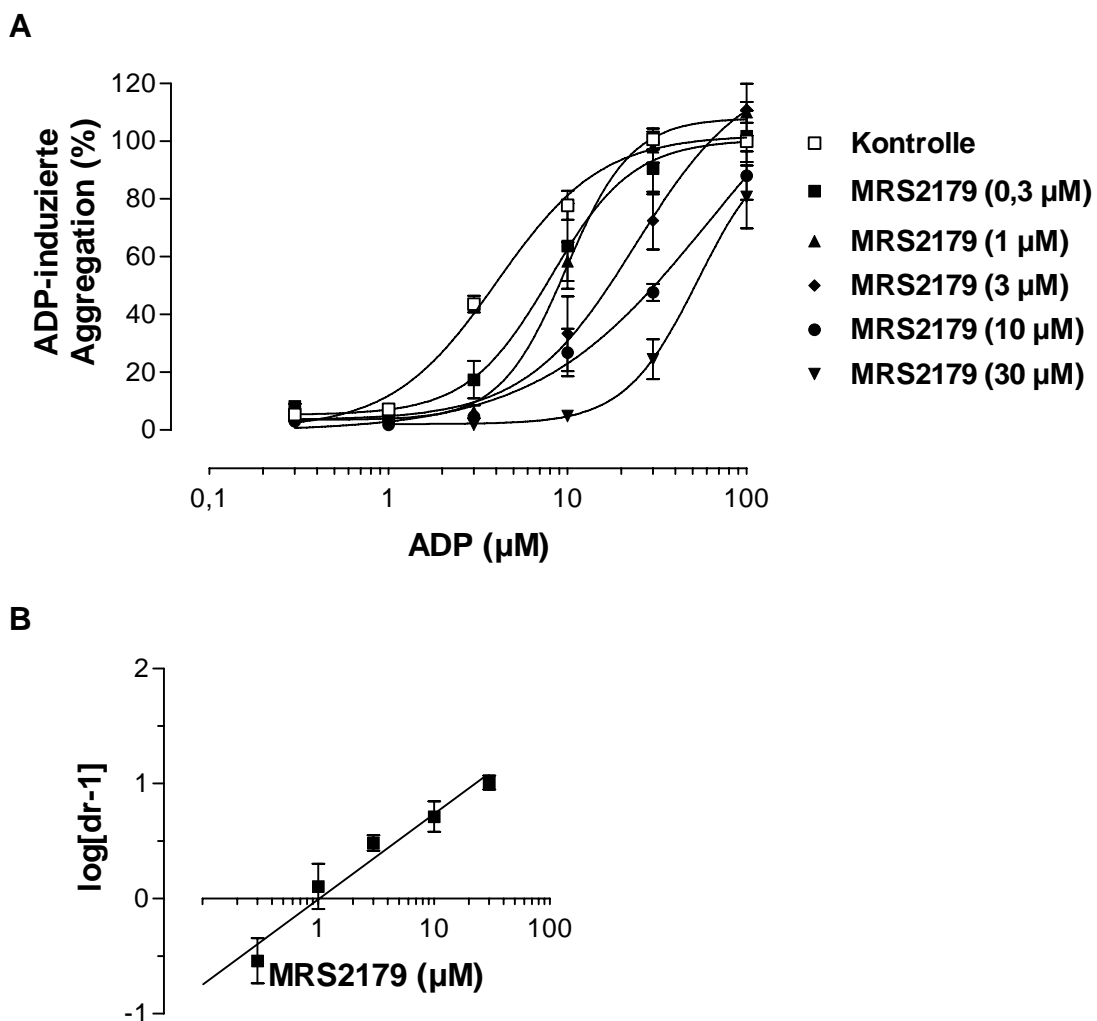 A
ADP-induzierte
Aggregation (%)
120
100
80
60
40
20
0
0,1
1
10
100
ADP (µM)
Kontrolle
MRS2179 (0,3 µM)
MRS2179 (1 µM)
MRS2179 (3 µM)
MRS2179 (10 µM)
MRS2179 (30 µM)
B
log[dr-1]
2
1
0
-1
1
10
100
MRS2179 (µM)